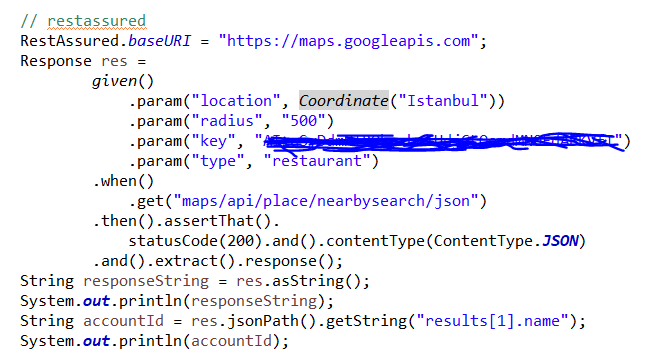 // restassured
RestAssured.baseURI = "https://maps.googleapis.com";
Response res =
given()
.param("location", Coordinate("Istanbul"))
.param("radius", "500")
.param("key", ")
.param("type", "restaurant")
.when()
.get("maps/api/place/nearbysearch/json")
.then().assertThat().
statusCode(200).and().contentType(ContentType.JSON)
.and().extract().response();
String responseString = res.asString();
System.out.println(responseString);
String accountId = res.jsonPath().getString("results[1].name");
System.out.println(accountId);